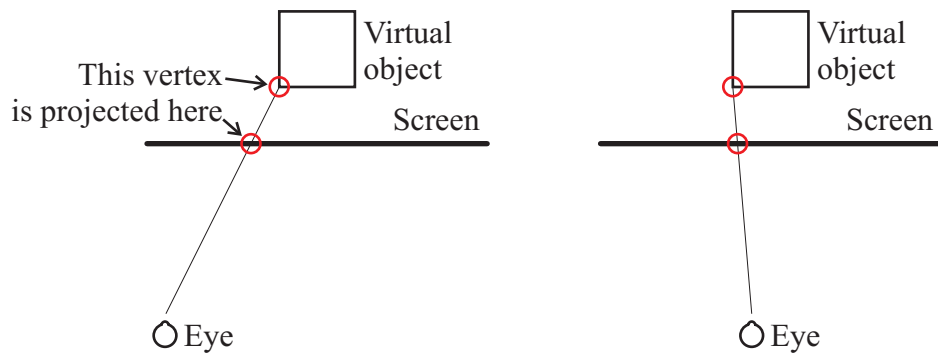 Virtual
object
This vertex
is projected here
Screen
Eye
Virtual
object
Screen
Eye